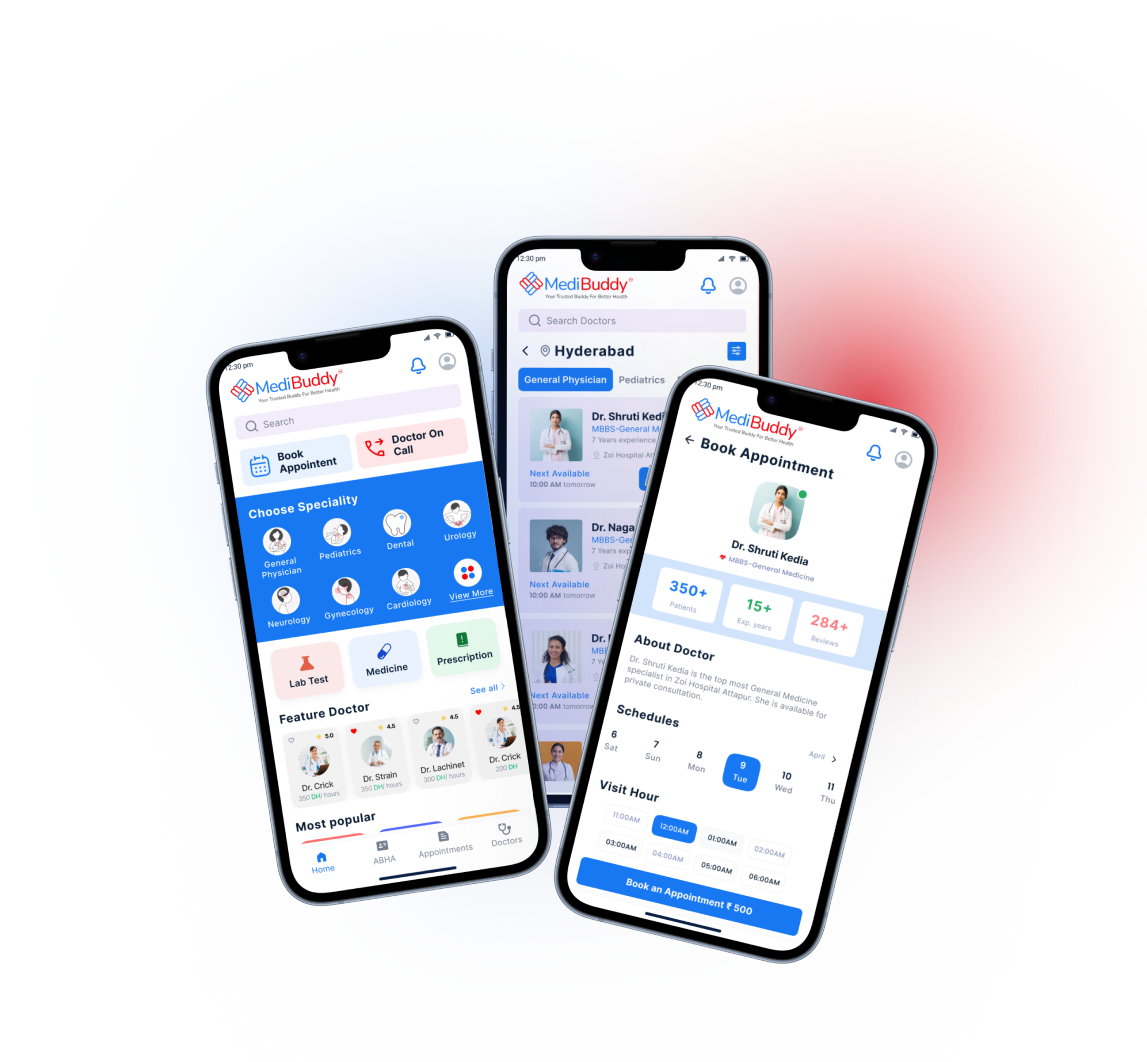 12:30 pm
MediBuddy
Your Trusted Buddy For Better Health
Search
Book
Appointent
Doctor On
Call
Choose Speciality
General
Physician
Pediatrics
Dental
Urology
Neurology
Gynecology
Cardiology
View More
Lab Test
Medicine
Prescription
See all
Feature Doctor
5.0
4.5
4.5
4.5
Dr. Crick
350 DH/ hours
Dr. Strain
350 DH/ hours
Dr. Lachinet
300 DH/ hours
Dr. Crick
200 DH
Most popular
Home
ABHA
Appointments
Doctors
12:30 pm
MediBuddy
Your Trusted Buddy For Better Health
Search Doctors
Hyderabad
General Physician
Pediatrics
Dr. Shruti Kedi
MBBS-General M
7 Years experience
Zoi Hospital Att
Next Available
10:00 AM tomorrow
Dr. Naga
MBBS-Ge
7 Years exp
Zoi Ho
Next Available
10:00 AM tomorrow
Dr.
MBB
7 Y
Next Available
10:00 AM tomorrow
12:30 pm
MediBuddy
Your Trusted Buddy For Better Health
Book Appointment
Dr. Shruti Kedia
MBBS-General Medicine
350+
Patients
15+
Exp. years
284+
Reviews
About Doctor
Dr. Shruti Kedia is the top most General Medicine
specialist in Zoi Hospital Attapur. She is available for
private consultation.
Schedules
April
6
Sat
7
Sun
8
Mon
9
Tue
10
Wed
11
Thu
Visit Hour
11:00AM
12:00AM
01:00AM
02:00AM
03:00AM
04:00AM
05:00AM
06:00AM
Book an Appointment ₹ 500